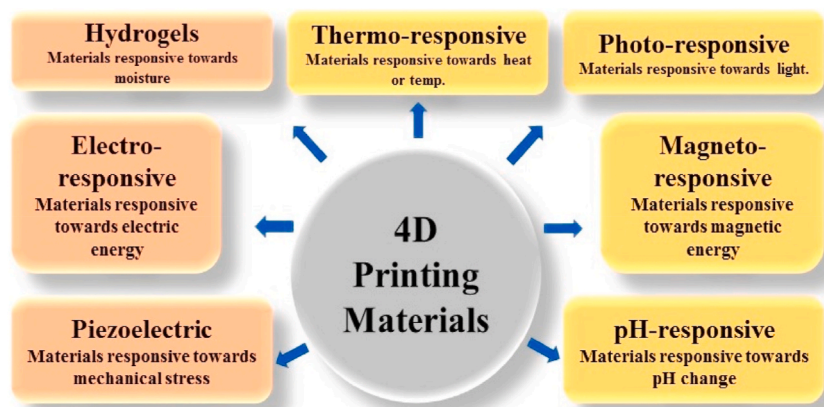 Hydrogels
Materials responsive towards
moisture
Thermo-responsive
Materials responsive towards heat
or temp.
Photo-responsive
Materials responsive towards light.
Electro-
responsive
Materials responsive
towards electric
energy
4D
Printing
Materials
Magneto-
responsive
Materials responsive
towards magnetic
energy
Piezoelectric
Materials responsive towards
mechanical stress
pH-responsive
Materials responsive towards
pH change